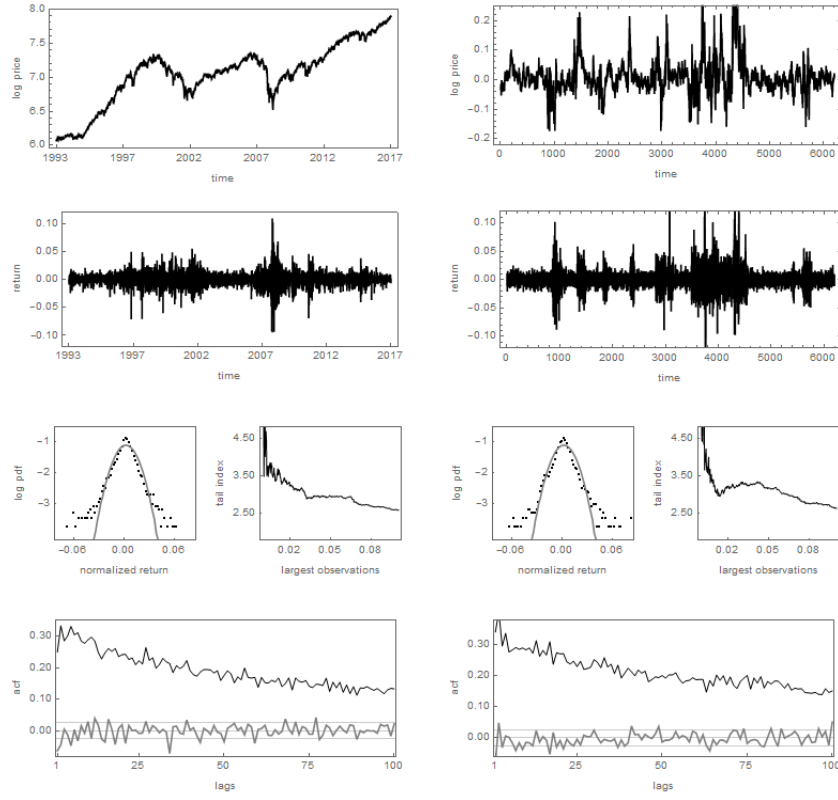 log price
8.0
7.5
7.0
6.5
6.0
1993 1997 2002 2007 2012 2017
time
log price
0.2
0.1
0.0
-0.1
-0.2
0 1000 2000 3000 4000 5000 6000
time
return
0.10
0.05
0.00
-0.05
-0.10
1993 1997 2002 2007 2012 2017
time
return
0.10
0.05
0.00
-0.05
-0.10
0 1000 2000 3000 4000 5000 6000
time
log pdf
-1
-2
-3
-0.06 0.00 0.06
normalized return
tail index
4.50
3.50
2.50
0.02 0.05 0.08
largest observations
log pdf
-1
-2
-3
-0.06 0.00 0.06
normalized return
tail index
4.50
3.50
2.50
0.02 0.05 0.08
largest observations
acf
0.30
0.20
0.10
0.00
1 25 50 75 100
lags
acf
0.30
0.20
0.10
0.00
1 25 50 75 100
lags